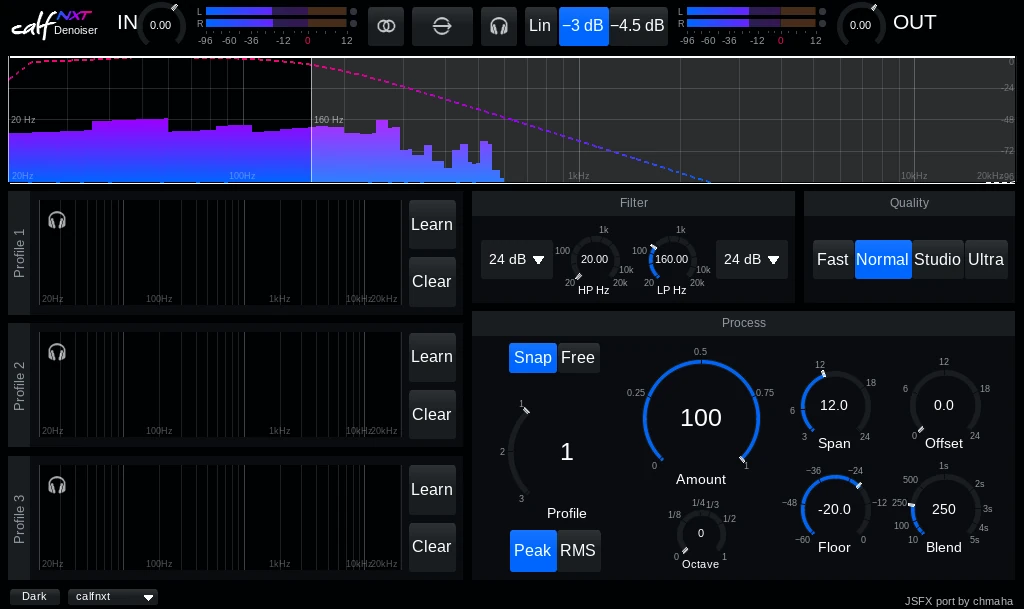 calf NXT
Denoiser
IN
0.00
L
R
-96 -60 -36 -12 0 12
Lin −3 dB −4.5 dB
L
R
-96 -60 -36 -12 0 12
0.00
OUT
0
-24
-48
-72
20 Hz
160 Hz
20Hz 100Hz 1kHz 10kHz 20kHz -96
Profile 1
20Hz 100Hz 1kHz 10kHz 20kHz
Learn
Clear
Profile 2
20Hz 100Hz 1kHz 10kHz 20kHz
Learn
Clear
Profile 3
20Hz 100Hz 1kHz 10kHz 20kHz
Learn
Clear
Filter
24 dB
20 100 1k 10k 20k
20.00
HP Hz
20 100 1k 10k 20k
160.00
LP Hz
24 dB
Quality
Fast Normal Studio Ultra
Process
Snap Free
1
2
3
1
Profile
Peak RMS
0 0.25 0.5 0.75 1
100
Amount
0 1/8 1/4 1/3 1/2 1
0
Octave
3 6 12 18 24
12.0
Span
0 6 12 18 24
0.0
Offset
−60 −48 −36 −24 −12 0
-20.0
Floor
10 100 250 500 1s 2s 3s 4s 5s
250
Blend
Dark
calfnxt
JSFX port by chmaha